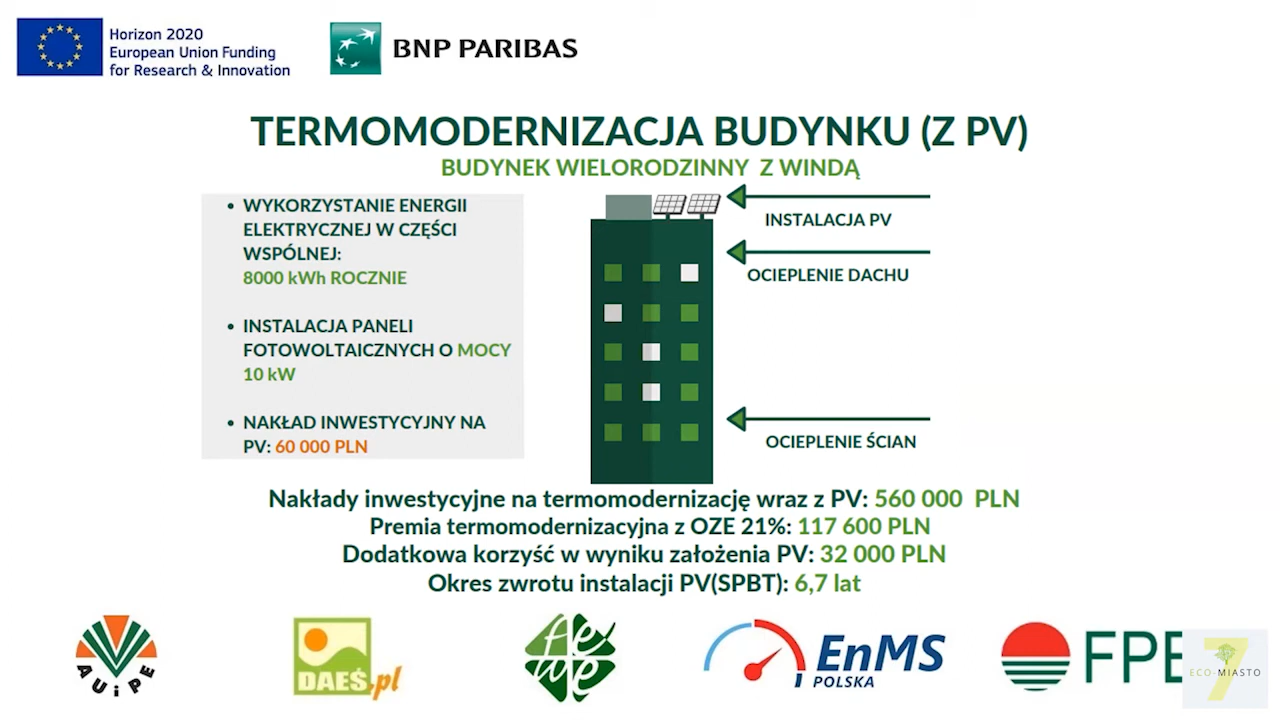 Horizon 2020
European Union Funding
for Research & Innovation
BNP PARIBAS
TERMOMODERNIZACJA BUDYNKU (Z PV)
BUDYNEK WIELORODZINNY Z WINDĄ
• WYKORZYSTANIE ENERGII
ELEKTRYCZNEJ W CZĘŚCI
WSPÓLNEJ:
8000 kWh ROCZNIE
• INSTALACJA PANELI
FOTOWOLTAICZNYCH O MOCY
10 kW
• NAKŁAD INWESTYCYJNY NA
PV: 60 000 PLN
INSTALACJA PV
OCIEPLENIE DACHU
OCIEPLENIE ŚCIAN
Nakłady inwestycyjne na termomodernizację wraz z PV: 560 000 PLN
Premia termomodernizacyjna z OZE 21%: 117 600 PLN
Dodatkowa korzyść w wyniku założenia PV: 32 000 PLN
Okres zwrotu instalacji PV(SPBT): 6,7 lat
AUiPE
DAEŚ.pl
EnMS
POLSKA
FPE
7
ECO-MIASTO